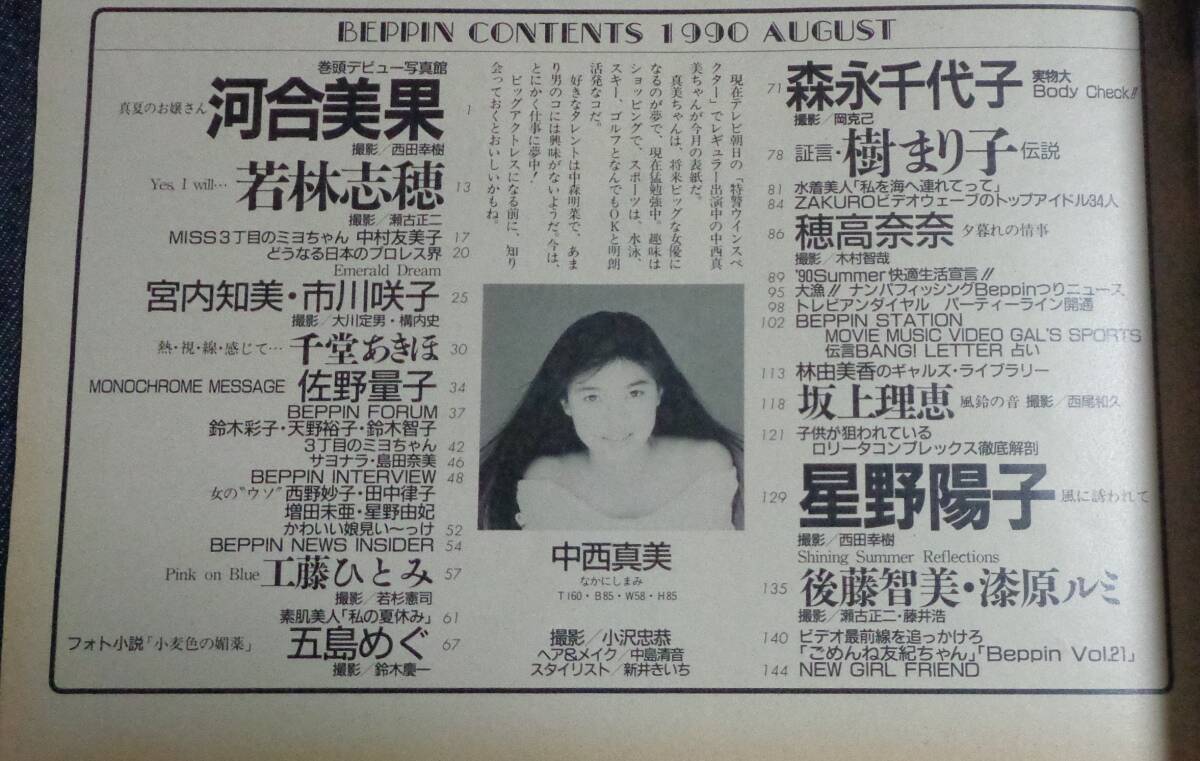 BEPPIN CONTENTS 1990 AUGUST
巻頭デビュー写真館
真夏のお嬢さん 河合美果 1
撮影/西田幸樹
Yes, I will… 若林志穂 13
撮影/瀬古正二
MISS3丁目のミヨちゃん 中村友美子 17
どうなる日本のプロレス界 20
Emerald Dream
宮内知美・市川咲子 25
撮影/大川定男・構内史
熱・視・線・感じて… 千堂あきほ 30
MONOCHROME MESSAGE 佐野量子 34
BEPPIN FORUM 37
鈴木彩子・天野裕子・鈴木智子
3丁目のミヨちゃん 42
サヨナラ・島田奈美 46
BEPPIN INTERVIEW 48
女の"ウソ"西野妙子・田中律子
増田未亜・星野由妃
かわいい娘見い〜っけ 52
BEPPIN NEWS INSIDER 54
Pink on Blue 工藤ひとみ 57
撮影/若杉憲司
素肌美人「私の夏休み」 61
フォト小説『小麦色の媚薬』 五島めぐ 67
撮影/鈴木慶一
現在テレビ朝日の「特警ウインスペ
クター」でレギュラー出演中の中西真
美ちゃんが今月の表紙だ。
真美ちゃんは、将来ビッグな女優に
なるのが夢で、現在猛勉強中。趣味は
ショッピングで、スポーツは、水泳、
スキー、ゴルフとなんでもOKと明朗
活発なコだ。
好きなタレントは中森明菜で、あま
り男のコには興味がないようだ。今は、
とにかく仕事に夢中！
ビッグアクトレスになる前に、知り
会っておくとおいしいかもね。
中西真美
なかにしまみ
T160・B85・W58・H85
撮影/小沢忠恭
ヘア&メイク/中島清音
スタイリスト/新井きいち
71 森永千代子 実物大
Body Check!!
撮影/岡克己
78 証言・樹まり子伝説
81 水着美人「私を海へ連れてって」
84 ZAKUROビデオウェーブのトップアイドル34人
86 穂高奈奈 夕暮れの情事
撮影/木村智哉
89 '90Summer快適生活宣言!!
95 大漁!! ナンパフィッシングBeppinつりニュース
98 トレビアンダイヤル パーティーライン開通
102 BEPPIN STATION
MOVIE MUSIC VIDEO GAL'S SPORTS
伝言BANG! LETTER 占い
113 林由美香のギャルズ・ライブラリー
118 坂上理恵 風鈴の音 撮影/西尾和久
121 子供が狙われている
ロリータコンプレックス徹底解剖
129 星野陽子 風に誘われて
撮影/西田幸樹
Shining Summer Reflections
135 後藤智美・漆原ルミ
撮影/瀬古正二・藤井浩
140 ビデオ最前線を追っかけろ
「ごめんね友紀ちゃん」「Beppin Vol.21」
144 NEW GIRL FRIEND